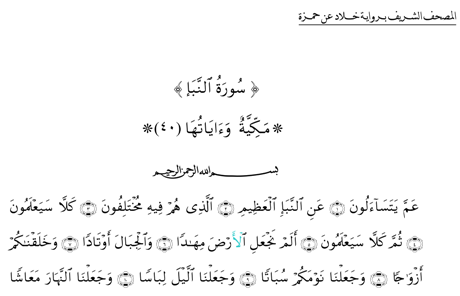 المصحف الشريف برواية خلاد عن حمزة
﴿ سُورَةُ ٱلنَّبَإِ ﴾
* مَكِّيَّةٌ وَءَايَاتُهَا (٤٠) *
بسم الله الرحمن الرحيم
عَمَّ يَتَسَآءَلُونَ ۝١ عَنِ ٱلنَّبَإِ ٱلْعَظِيمِ ۝٢ ٱلَّذِى هُمْ فِيهِ مُخْتَلِفُونَ ۝٣ كَلَّا سَيَعْلَمُونَ
۝٤ ثُمَّ كَلَّا سَيَعْلَمُونَ ۝٥ أَلَمْ نَجْعَلِ ٱلْأَرْضَ مِهَٰدًا ۝٦ وَٱلْجِبَالَ أَوْتَادًا ۝٧ وَخَلَقْنَٰكُمْ
أَزْوَٰجًا ۝٨ وَجَعَلْنَا نَوْمَكُمْ سُبَاتًا ۝٩ وَجَعَلْنَا ٱلَّيْلَ لِبَاسًا ۝١٠ وَجَعَلْنَا ٱلنَّهَارَ مَعَاشًا